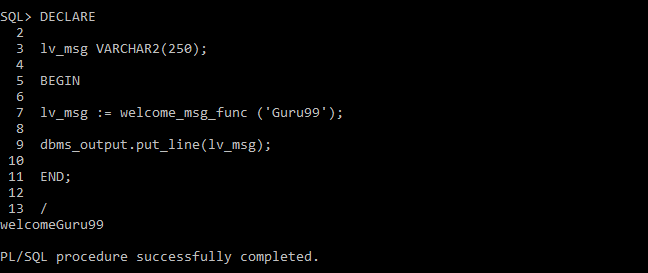 SQL> DECLARE
2
3 lv_msg VARCHAR2(250);
4
5 BEGIN
6
7 lv_msg := welcome_msg_func ('Guru99');
8
9 dbms_output.put_line(lv_msg);
10
11 END;
12
13 /
welcomeGuru99
PL/SQL procedure successfully completed.